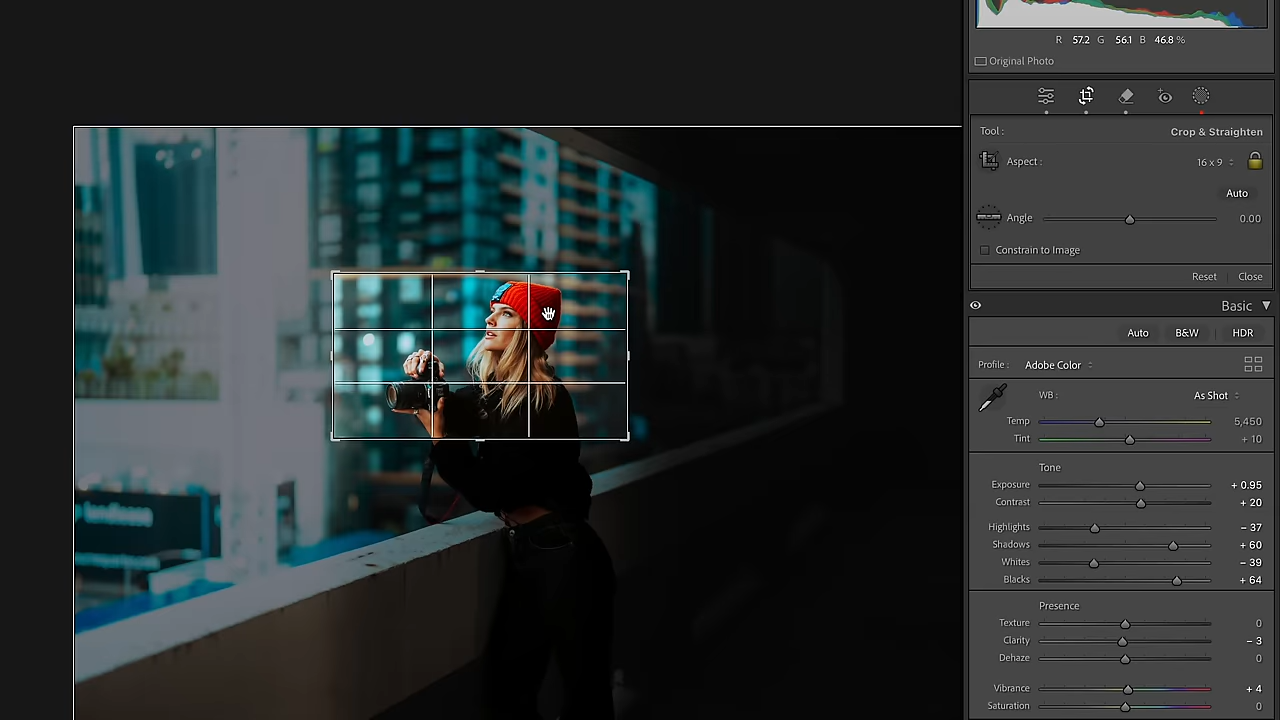 R 57.2 G 56.1 B 46.8 %
Original Photo
Tool : Crop & Straighten
Aspect : 16 x 9
Auto
Angle 0.00
Constrain to Image
Reset Close
Basic
Auto B&W HDR
Profile : Adobe Color
WB : As Shot
Temp 5,450
Tint + 10
Tone
Exposure + 0.95
Contrast + 20
Highlights − 37
Shadows + 60
Whites − 39
Blacks + 64
Presence
Texture 0
Clarity − 3
Dehaze 0
Vibrance + 4
Saturation 0
lendlease